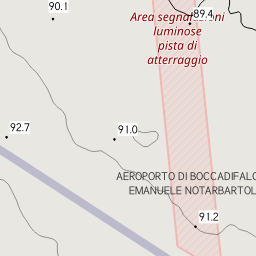 90.1
89.4
luminose
pista di
atterraggio
92.7
91.0
AEROPORTO DI BOCCADIFALC
EMANUELE NOTARBARTOL
91.2
Area